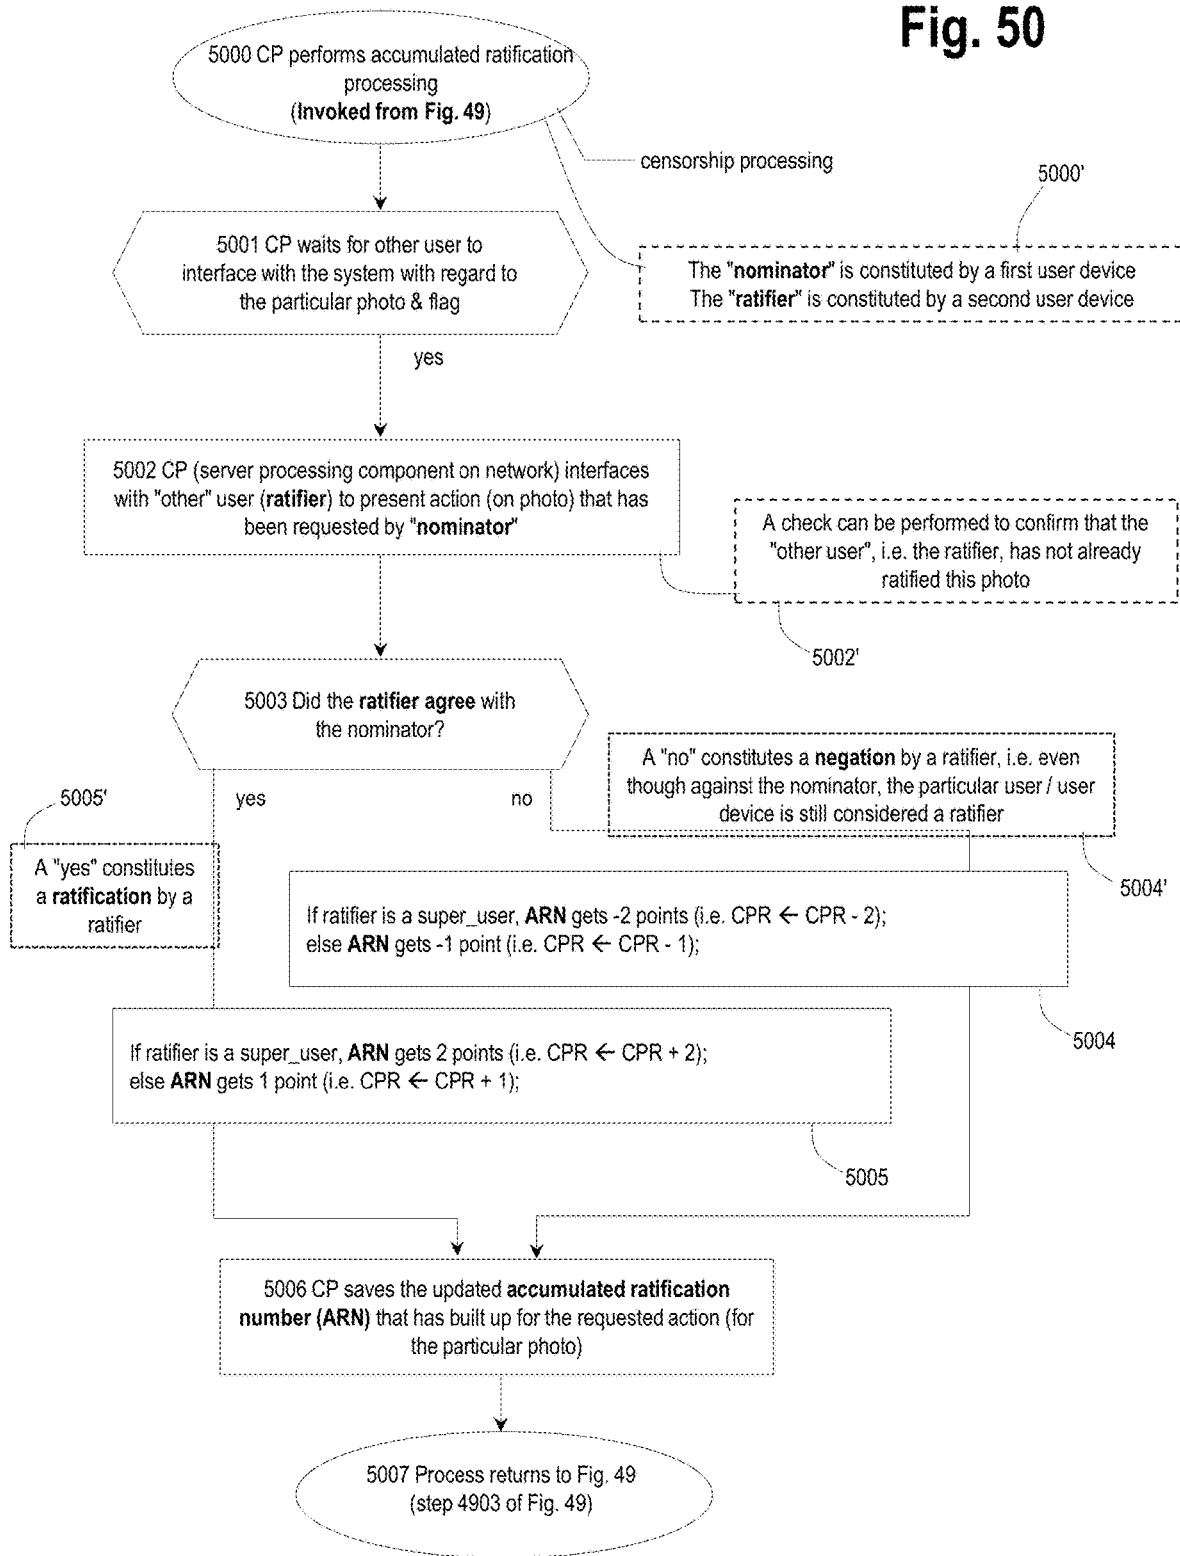 Fig. 50
5000 CP performs accumulated ratification
processing
(Invoked from Fig. 49)
censorship processing
5000'
5001 CP waits for other user to
interface with the system with regard to
the particular photo & flag
The "nominator" is constituted by a first user device
The "ratifier" is constituted by a second user device
yes
5002 CP (server processing component on network) interfaces
with "other" user (ratifier) to present action (on photo) that has
been requested by "nominator"
A check can be performed to confirm that the
"other user", i.e. the ratifier, has not already
ratified this photo
5002'
5003 Did the ratifier agree with
the nominator?
A "no" constitutes a negation by a ratifier, i.e. even
though against the nominator, the particular user / user
device is still considered a ratifier
5005'
yes
no
A "yes" constitutes
a ratification by a
ratifier
5004'
If ratifier is a super_user, ARN gets -2 points (i.e. CPR ← CPR - 2);
else ARN gets -1 point (i.e. CPR ← CPR - 1);
5004
If ratifier is a super_user, ARN gets 2 points (i.e. CPR ← CPR + 2);
else ARN gets 1 point (i.e. CPR ← CPR + 1);
5005
5006 CP saves the updated accumulated ratification
number (ARN) that has built up for the requested action (for
the particular photo)
5007 Process returns to Fig. 49
(step 4903 of Fig. 49)